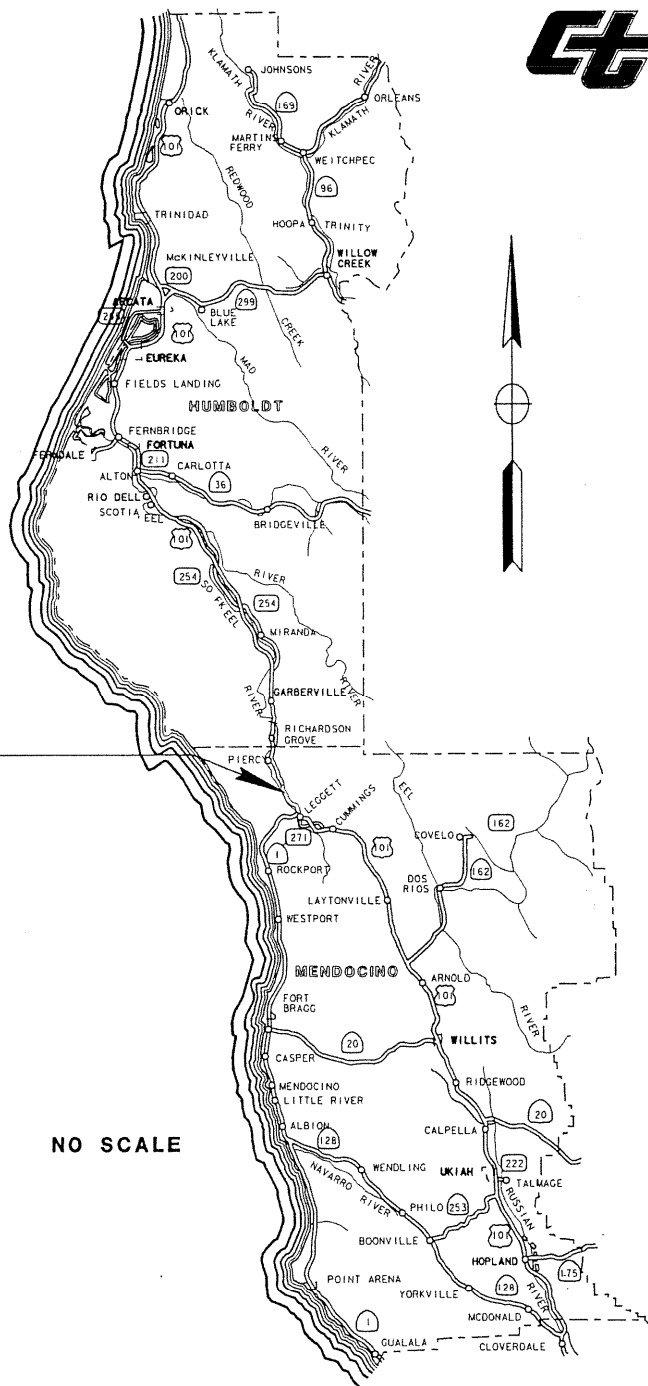 Ct
KLAMATH
RIVER
JOHNSONS
ORICK
169
RIVER
KLAMATH
ORLEANS
MARTINS
FERRY
101
WEITCHPEC
REDWOOD
96
TRINIDAD
HOOPA
TRINITY
McKINLEYVILLE
WILLOW
CREEK
200
ARCATA
299
BLUE
LAKE
101
CREEK
EUREKA
MAD
FIELDS LANDING
HUMBOLDT
FERNBRIDGE
FORTUNA
FERNDALE
211
RIVER
ALTON
CARLOTTA
36
RIO DELL
SCOTIA
EEL
BRIDGEVILLE
101
254
RIVER
SO FK EEL
254
MIRANDA
RIVER
GARBERVILLE
RIVER
RICHARDSON
GROVE
PIERCY
LEGGETT
EEL
CUMMINGS
271
COVELO
162
1
101
162
ROCKPORT
DOS
RIOS
LAYTONVILLE
WESTPORT
MENDOCINO
ARNOLD
101
FORT
BRAGG
RIVER
20
WILLITS
CASPER
RIDGEWOOD
MENDOCINO
LITTLE RIVER
20
ALBION
CALPELLA
NO SCALE
128
UKIAH
222
WENDLING
TALMAGE
NAVARRO
RIVER
RUSSIAN
PHILO
253
101
BOONVILLE
HOPLAND
175
POINT ARENA
YORKVILLE
128
RIVER
MCDONALD
1
GUALALA
CLOVERDALE